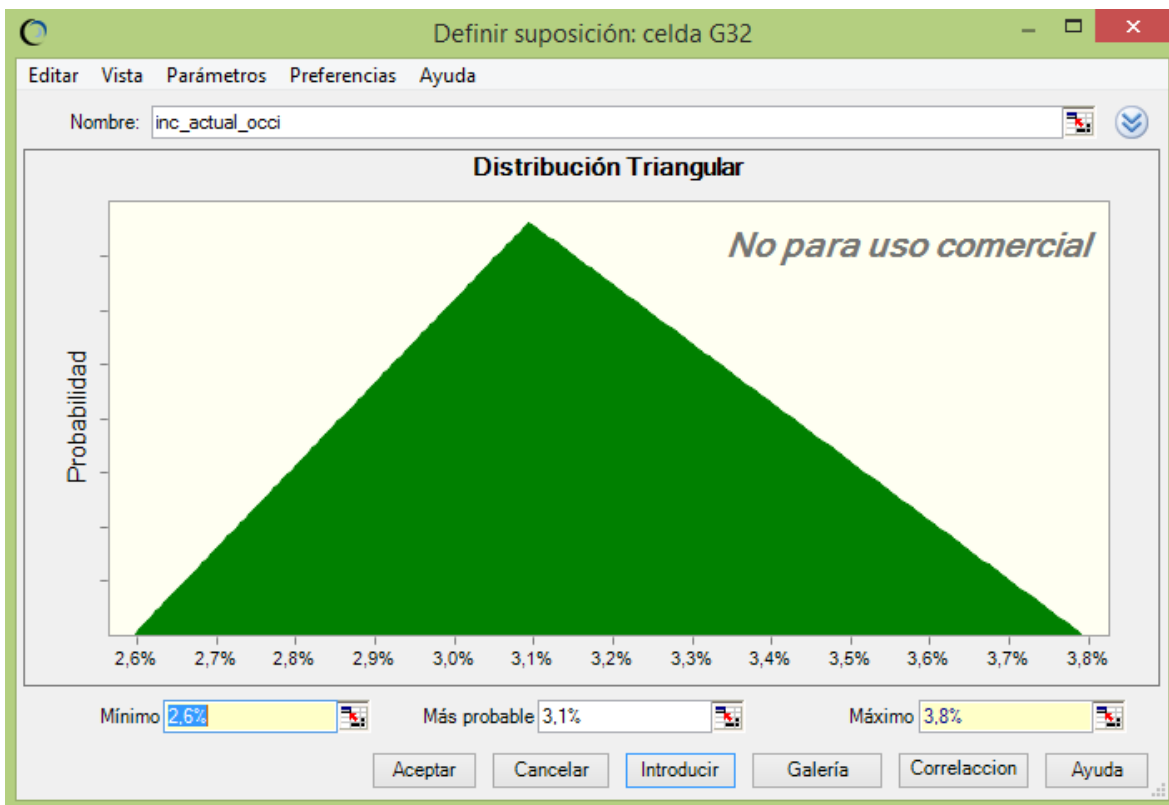 Definir suposición: celda G32
Editar Vista Parámetros Preferencias Ayuda
Nombre: inc_actual_occi
Distribución Triangular
No para uso comercial
Probabilidad
2,6% 2,7% 2,8% 2,9% 3,0% 3,1% 3,2% 3,3% 3,4% 3,5% 3,6% 3,7% 3,8%
Mínimo 2,6% Más probable 3,1% Máximo 3,8%
Aceptar Cancelar Introducir Galería Correlaccion Ayuda